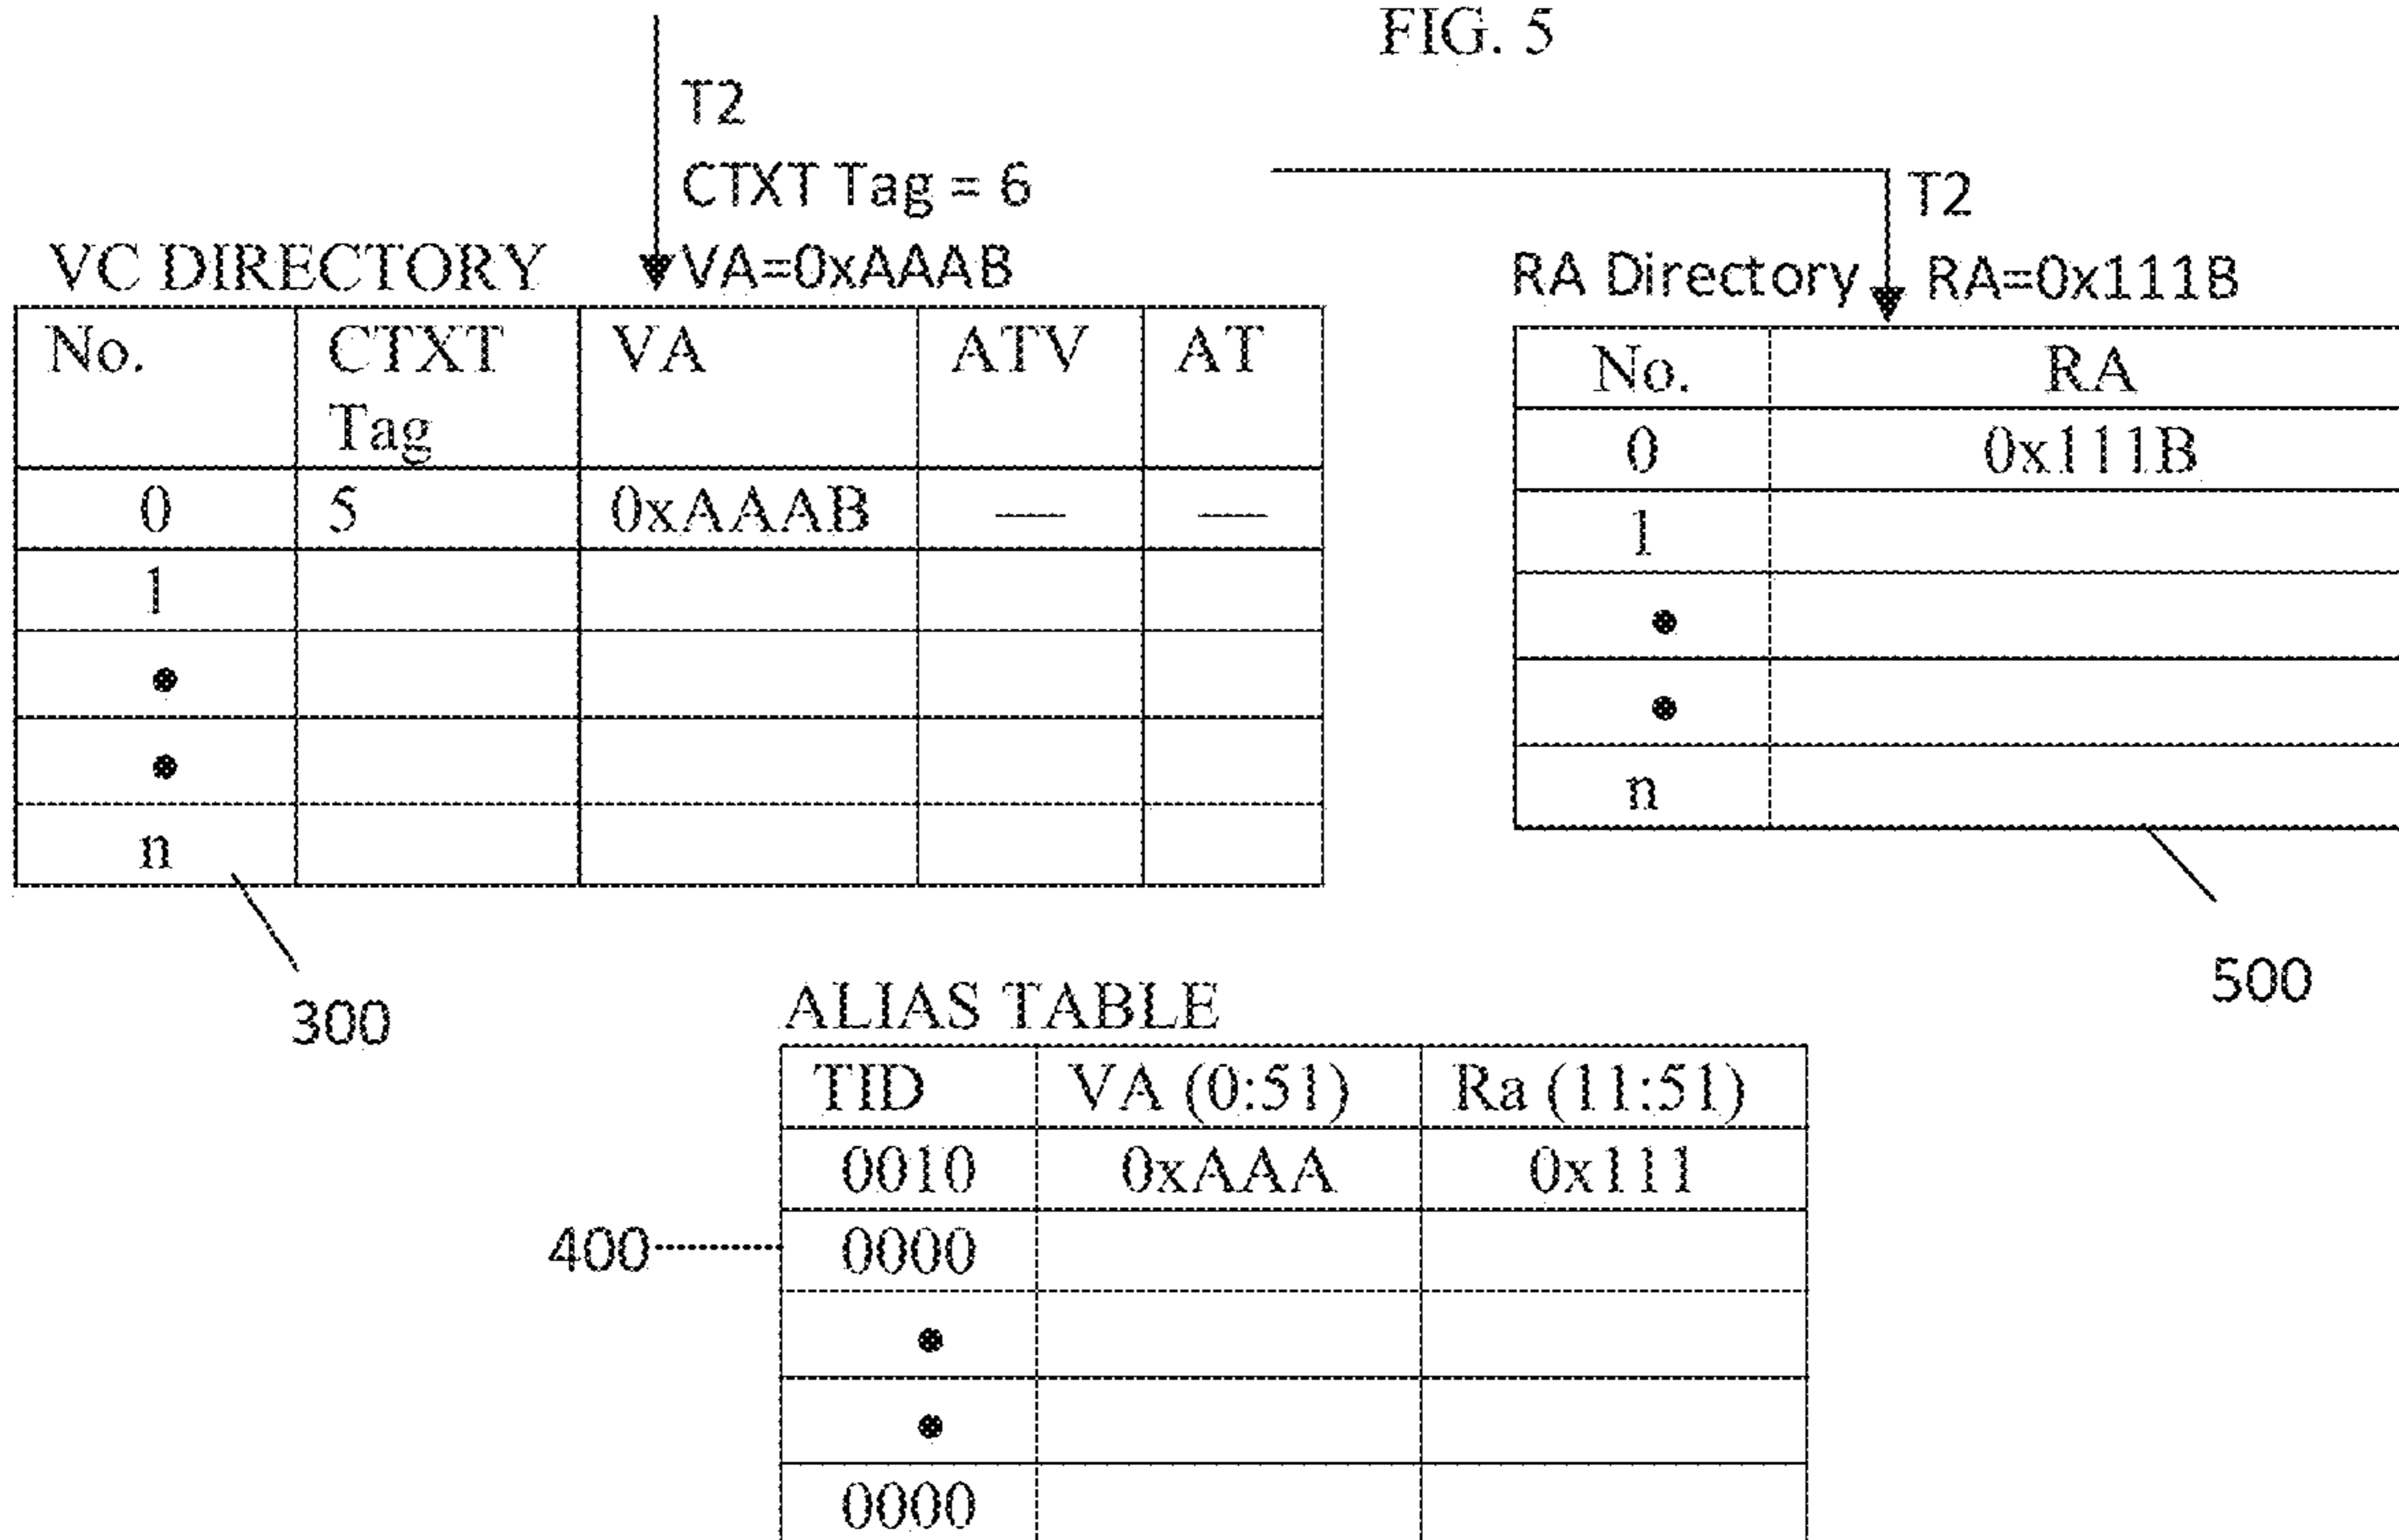 FIG. 5
T2
CTXT Tag = 6
VA=0xAAAB
T2
RA=0x111B
VC DIRECTORY
No. CTXT Tag VA ATV AT
0 5 0xAAAB — —
1
•
•
n
300
RA Directory
No. RA
0 0x111B
1
•
•
n
500
ALIAS TABLE
TID VA (0:51) Ra (11:51)
0010 0xAAA 0x111
400
0000
•
•
0000